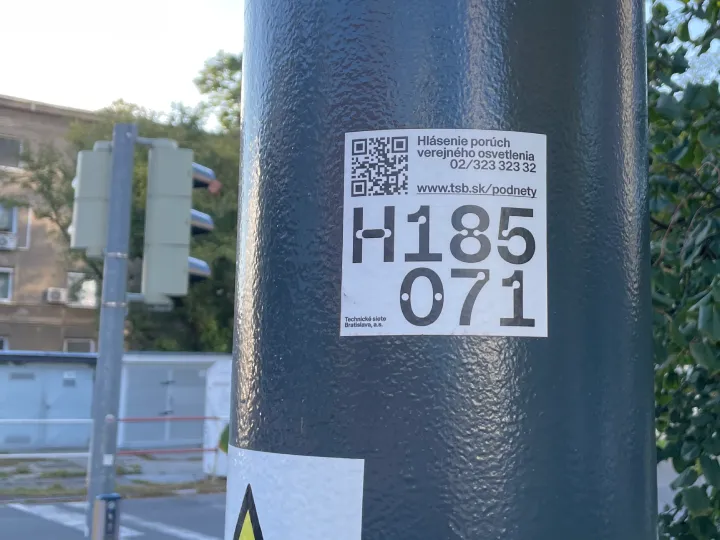 Hlásenie porúch
verejného osvetlenia
02/323 323 32
www.tsb.sk/podnety
H185
071
Technické siete
Bratislava, a.s.